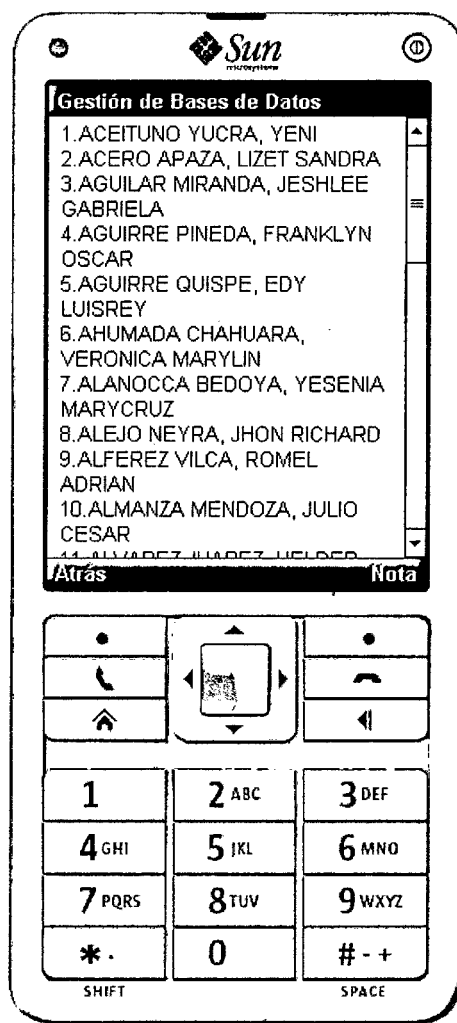 Sun
microsystems
Gestión de Bases de Datos
1.ACEITUNO YUCRA, YENI
2.ACERO APAZA, LIZET SANDRA
3.AGUILAR MIRANDA, JESHLEE
GABRIELA
4.AGUIRRE PINEDA, FRANKLYN
OSCAR
5.AGUIRRE QUISPE, EDY
LUISREY
6.AHUMADA CHAHUARA,
VERONICA MARYLIN
7.ALANOCCA BEDOYA, YESENIA
MARYCRUZ
8.ALEJO NEYRA, JHON RICHARD
9.ALFEREZ VILCA, ROMEL
ADRIAN
10.ALMANZA MENDOZA, JULIO
CESAR
11.ALVAREZ JUAREZ, HELDER
Atrás Nota
1 2 ABC 3 DEF
4 GHI 5 JKL 6 MNO
7 PQRS 8 TUV 9 WXYZ
* . 0 # - +
SHIFT SPACE